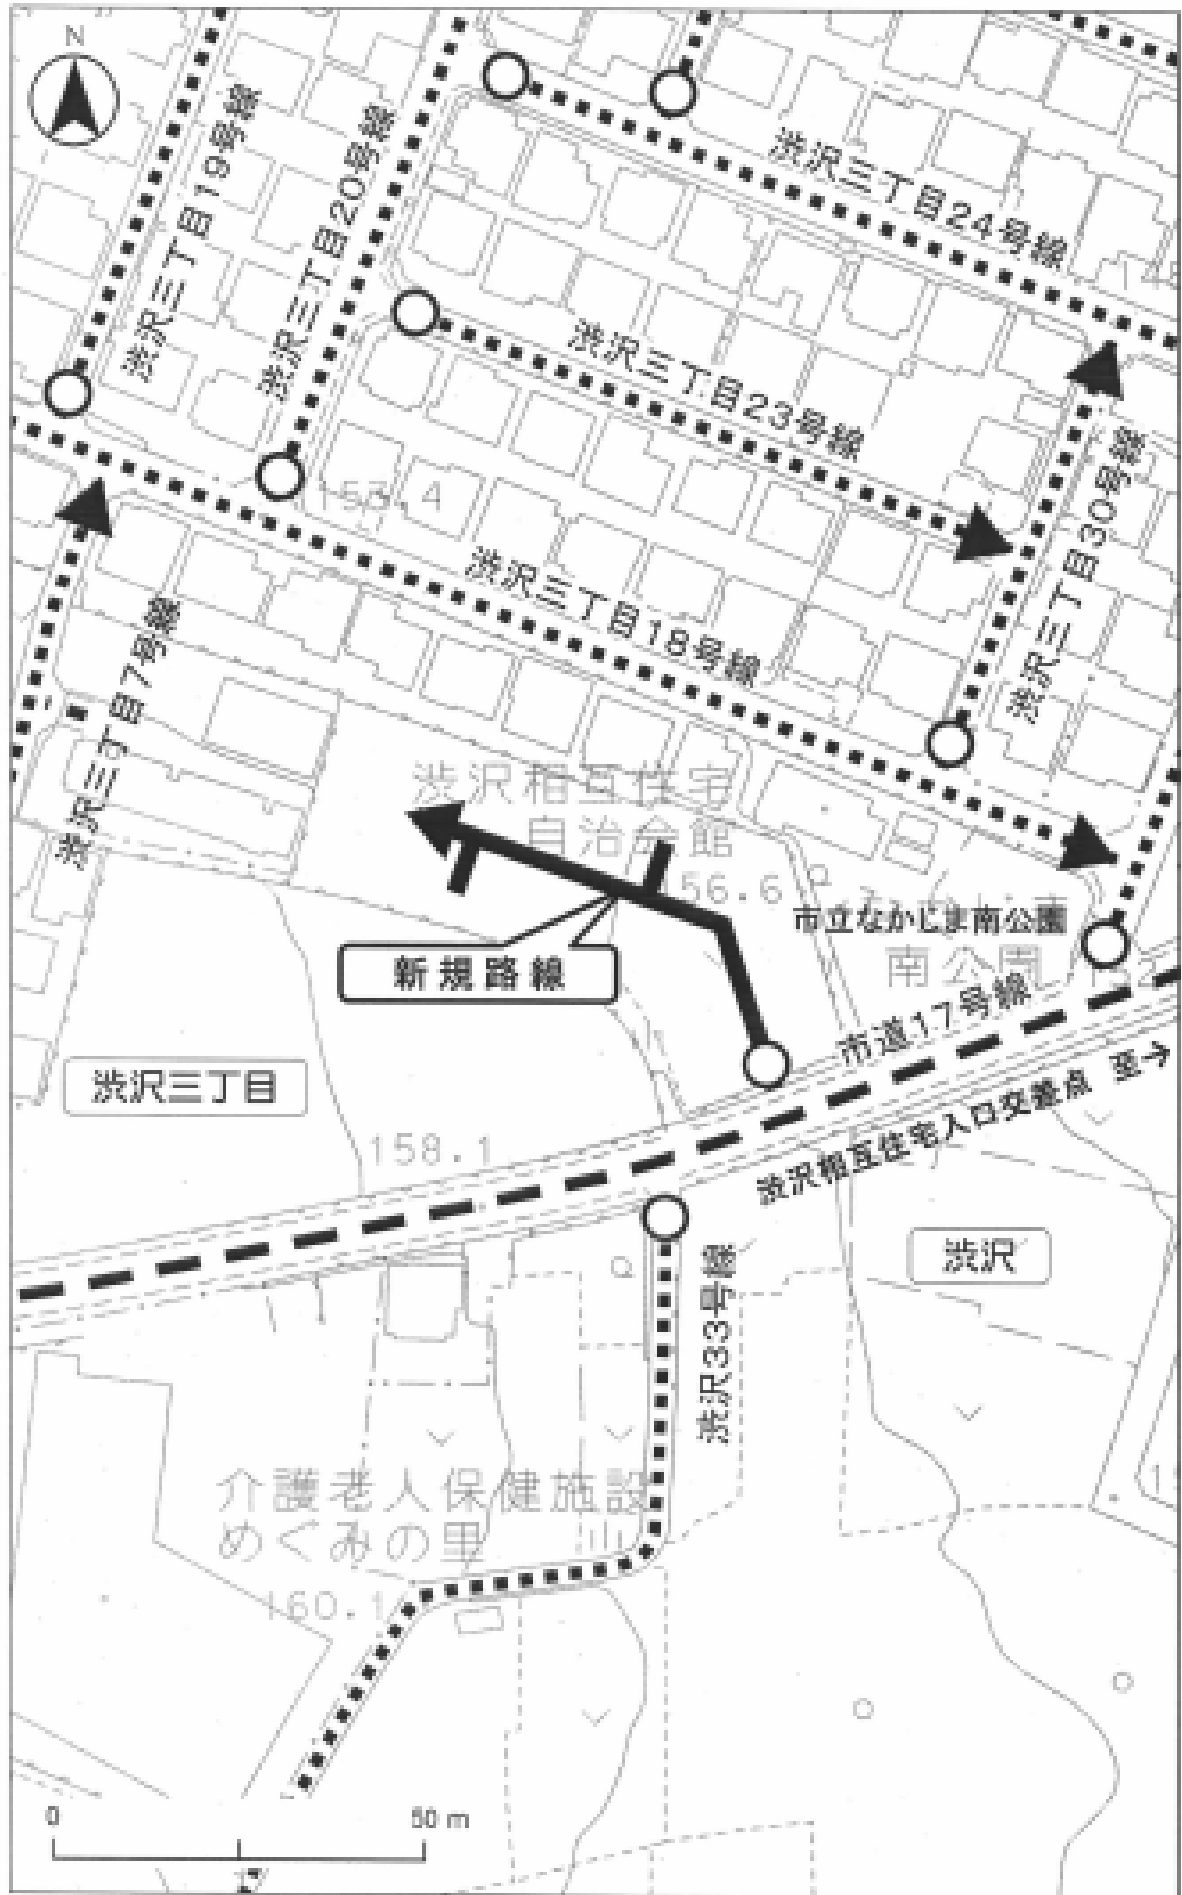 N
渋沢三丁目19号線
渋沢三丁目20号線
渋沢三丁目24号線
渋沢三丁目23号線
渋沢三丁目30号線
153.4
渋沢三丁目18号線
渋沢三丁目7号線
渋沢相互住宅
自治会館
56.6
市立なかじま南公園
南公園
新規路線
市道17号線
渋沢三丁目
158.1
渋沢相互住宅入口交差点 至→
渋沢
渋沢33号線
介護老人保健施設
めぐみの里
160.1
0
50 m